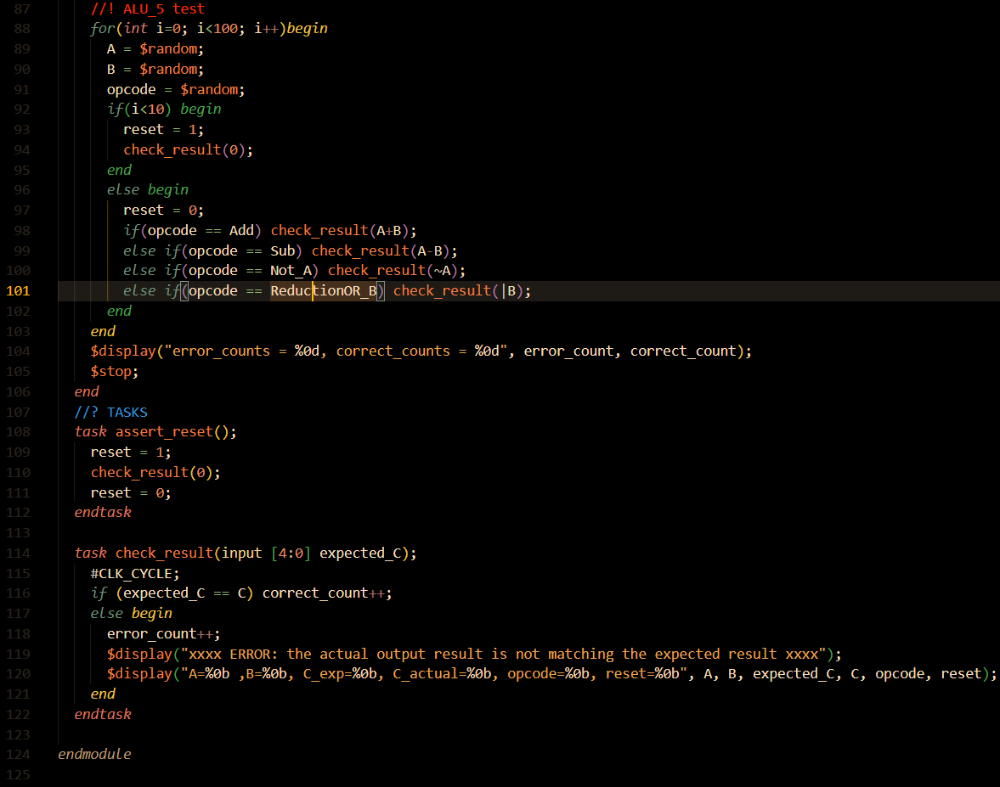 87 //! ALU_5 test
88 for(int i=0; i<100; i++)begin
89 A = $random;
90 B = $random;
91 opcode = $random;
92 if(i<10) begin
93 reset = 1;
94 check_result(0);
95 end
96 else begin
97 reset = 0;
98 if(opcode == Add) check_result(A+B);
99 else if(opcode == Sub) check_result(A-B);
100 else if(opcode == Not_A) check_result(~A);
101 else if(opcode == ReductionOR_B) check_result(|B);
102 end
103 end
104 $display("error_counts = %0d, correct_counts = %0d", error_count, correct_count);
105 $stop;
106 end
107 //? TASKS
108 task assert_reset();
109 reset = 1;
110 check_result(0);
111 reset = 0;
112 endtask
113
114 task check_result(input [4:0] expected_C);
115 #CLK_CYCLE;
116 if (expected_C == C) correct_count++;
117 else begin
118 error_count++;
119 $display("xxxx ERROR: the actual output result is not matching the expected result xxxx");
120 $display("A=%0b ,B=%0b, C_exp=%0b, C_actual=%0b, opcode=%0b, reset=%0b", A, B, expected_C, C, opcode, reset);
121 end
122 endtask
123
124 endmodule
125